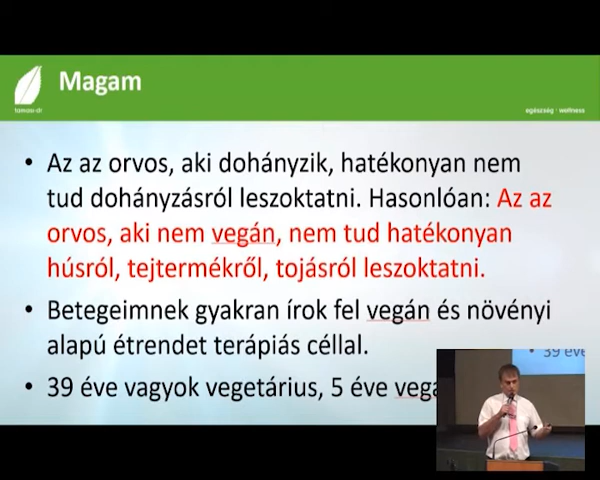 Magam
tamasi-dr
egészség · wellness
• Az az orvos, aki dohányzik, hatékonyan nem
tud dohányzásról leszoktatni. Hasonlóan: Az az
orvos, aki nem vegán, nem tud hatékonyan
húsról, tejtermékről, tojásról leszoktatni.
• Betegeimnek gyakran írok fel vegán és növényi
alapú étrendet terápiás céllal.
• 39 éve vagyok vegetárius, 5 éve
• 39 éve